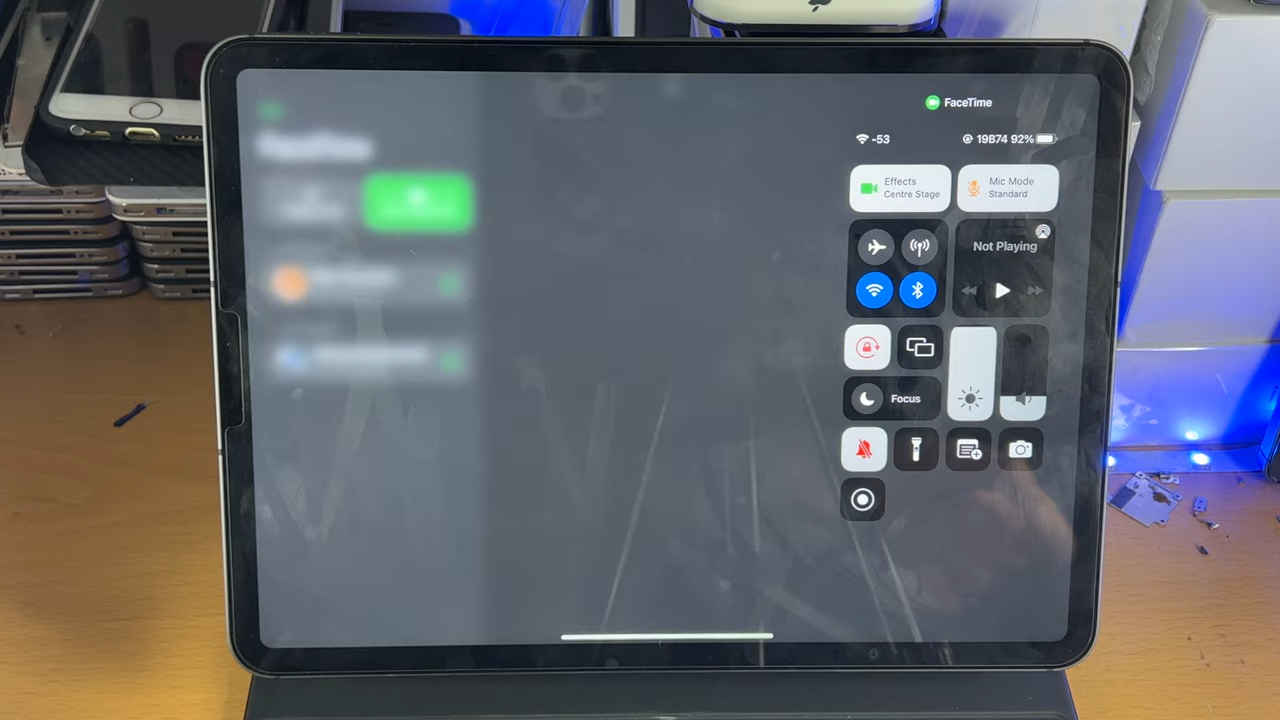 FaceTime
-53
19B74 92%
Effects
Centre Stage
Mic Mode
Standard
Not Playing
Focus